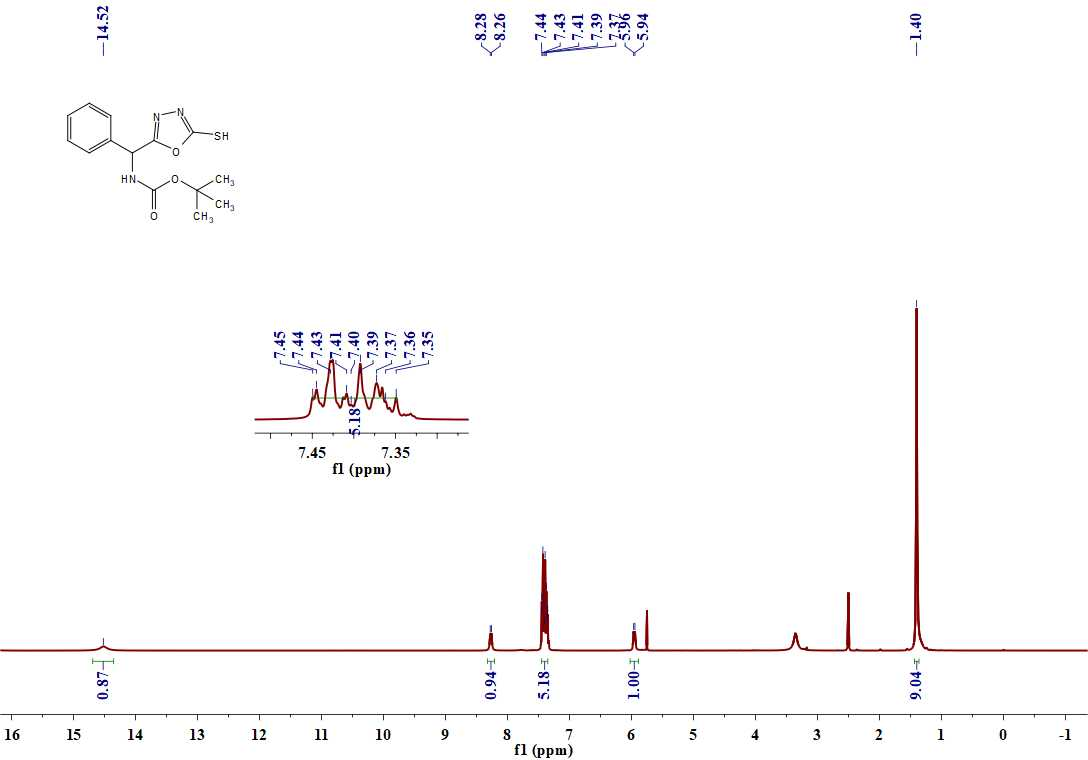 14.52
8.28
8.26
7.44
7.43
7.41
7.39
7.37
5.96
5.94
1.40
N
N
SH
O
HN
O
CH3
CH3
CH3
O
7.45
7.44
7.43
7.41
7.40
7.39
7.37
7.36
7.35
5.18
7.45 7.35
f1 (ppm)
0.87
0.94
5.18
1.00
9.04
16 15 14 13 12 11 10 9 8 7 6 5 4 3 2 1 0 -1
f1 (ppm)